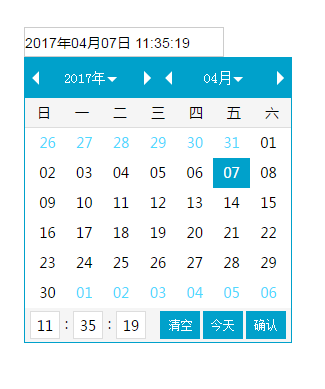 2017年04月07日 11:35:19
2017年 04月
日 一 二 三 四 五 六
26 27 28 29 30 31 01
02 03 04 05 06 07 08
09 10 11 12 13 14 15
16 17 18 19 20 21 22
23 24 25 26 27 28 29
30 01 02 03 04 05 06
11 : 35 : 19 清空 今天 确认